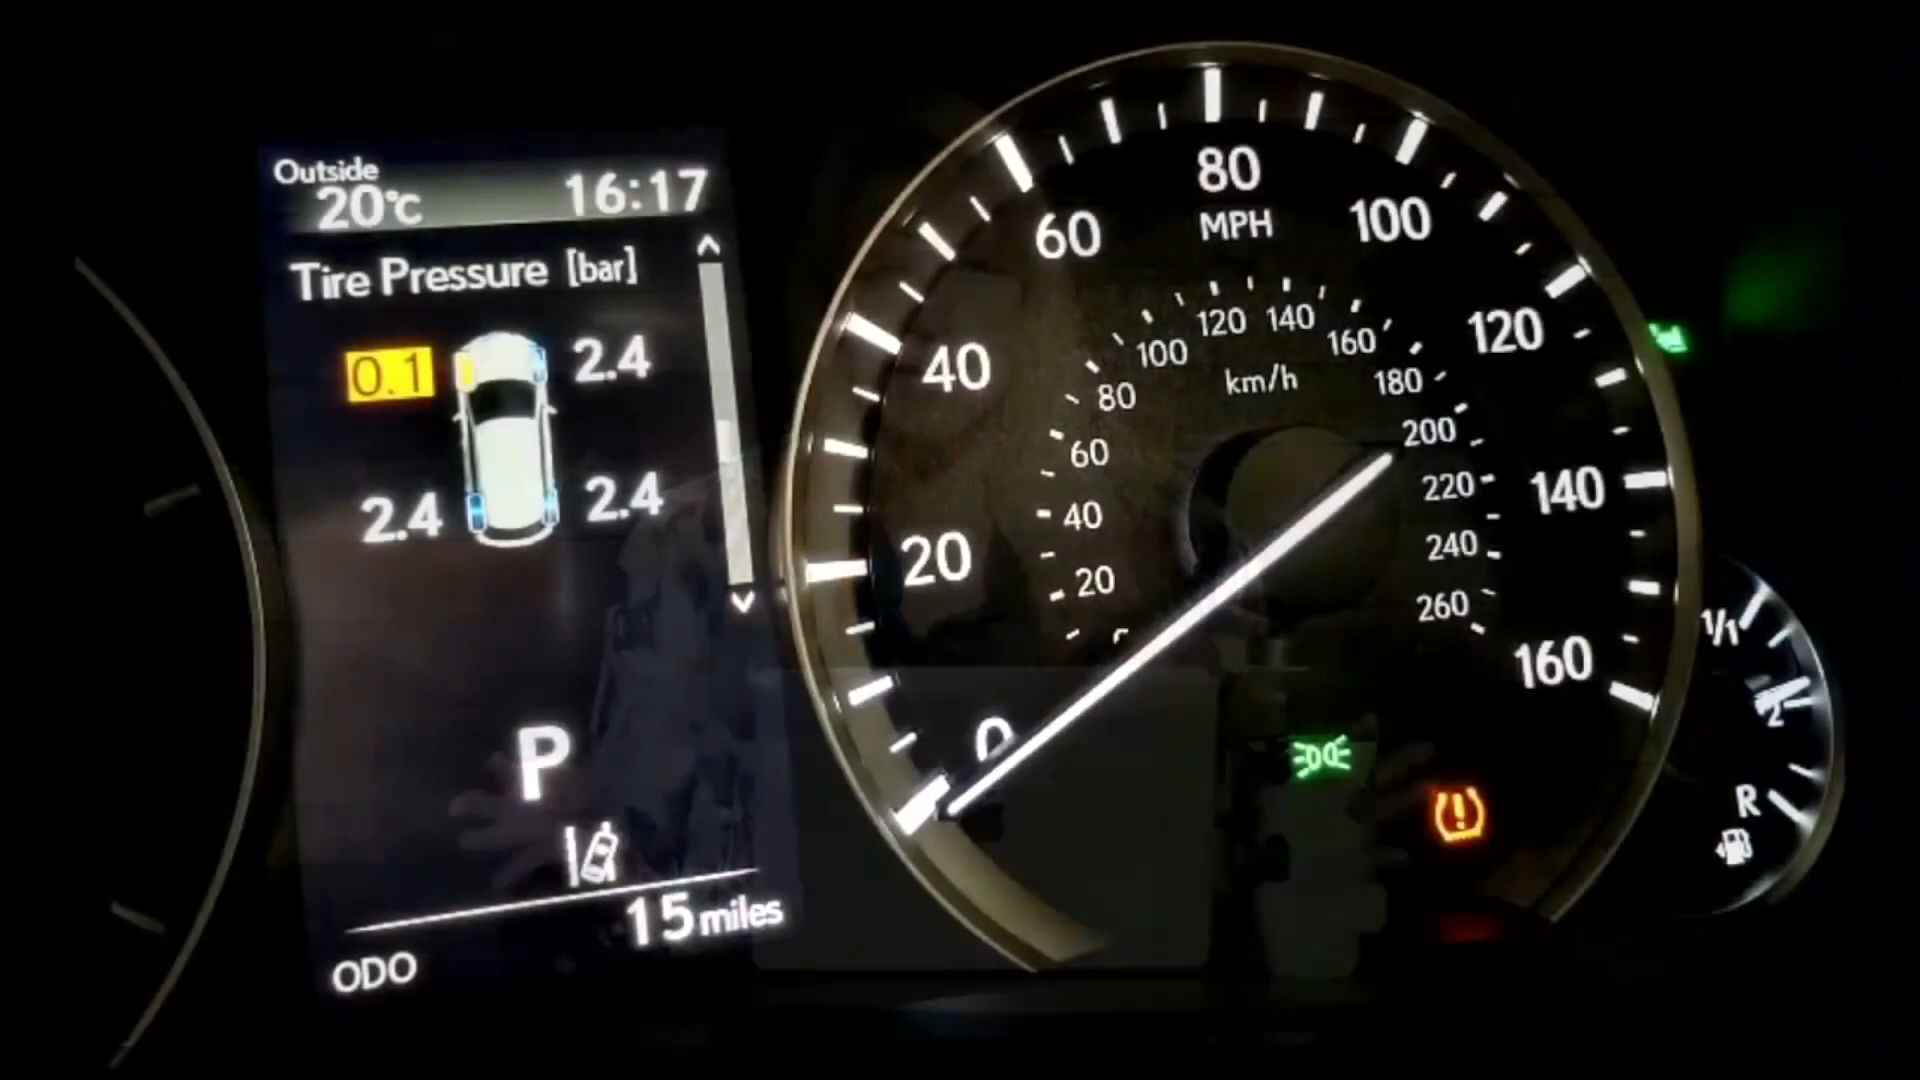 Outside
20°C 16:17
Tire Pressure [bar]
0.1 2.4
2.4 2.4
P
15 miles
ODO
80
MPH
60 100
40 120
20 140
0 160
120 140
100 160
80 km/h 180
60 200
40 220
20 240
260
1/1
R